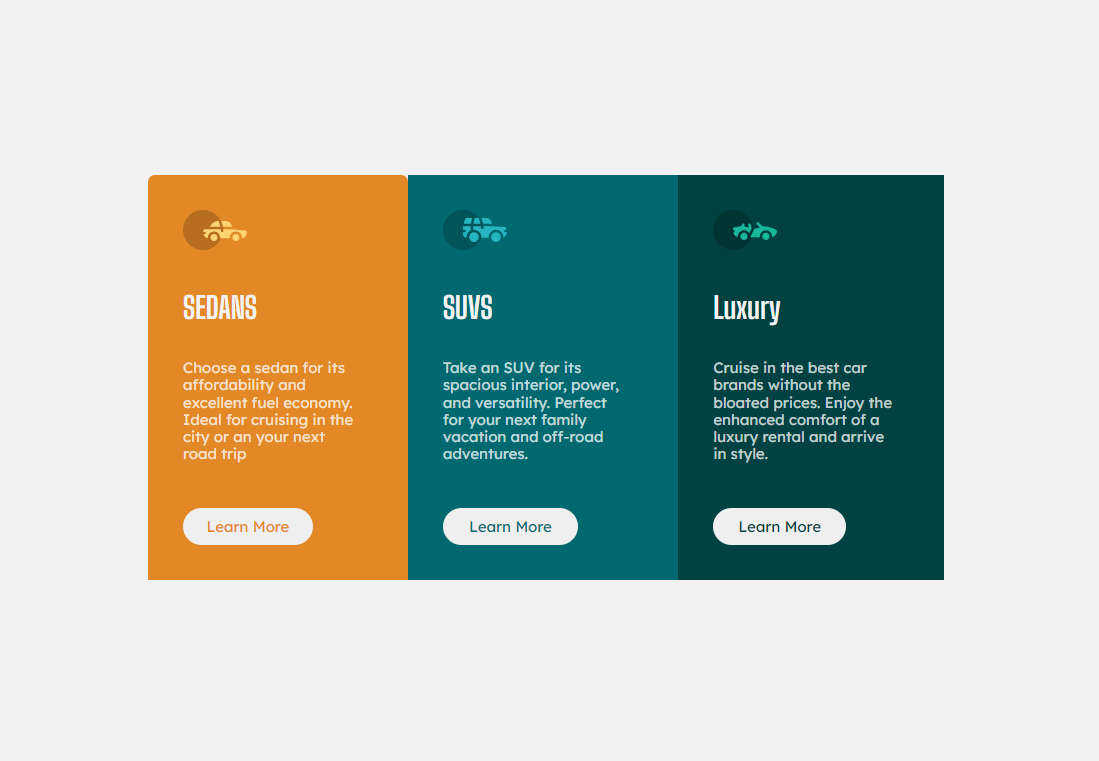 SEDANS
Choose a sedan for its
affordability and
excellent fuel economy.
Ideal for cruising in the
city or an your next
road trip
Learn More
SUVS
Take an SUV for its
spacious interior, power,
and versatility. Perfect
for your next family
vacation and off-road
adventures.
Learn More
Luxury
Cruise in the best car
brands without the
bloated prices. Enjoy the
enhanced comfort of a
luxury rental and arrive
in style.
Learn More